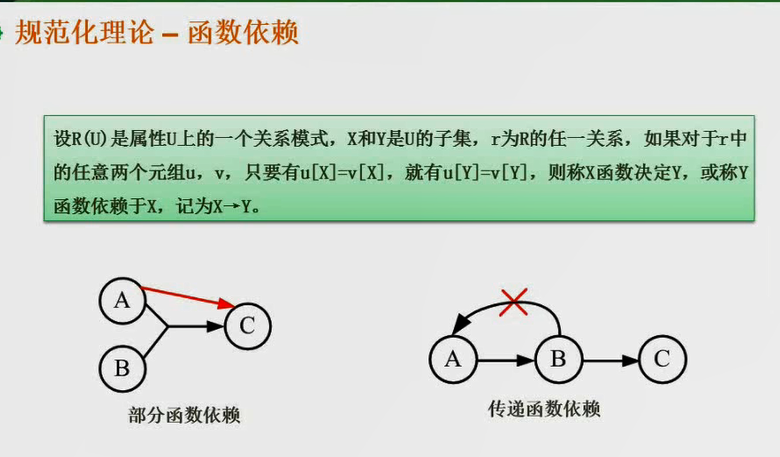 规范化理论 – 函数依赖
设R(U)是属性U上的一个关系模式，X和Y是U的子集，r为R的任一关系，如果对于r中
的任意两个元组u，v，只要有u[X]=v[X]，就有u[Y]=v[Y]，则称X函数决定Y，或称Y
函数依赖于X，记为X→Y。
A
C
B
部分函数依赖
A
B
C
传递函数依赖